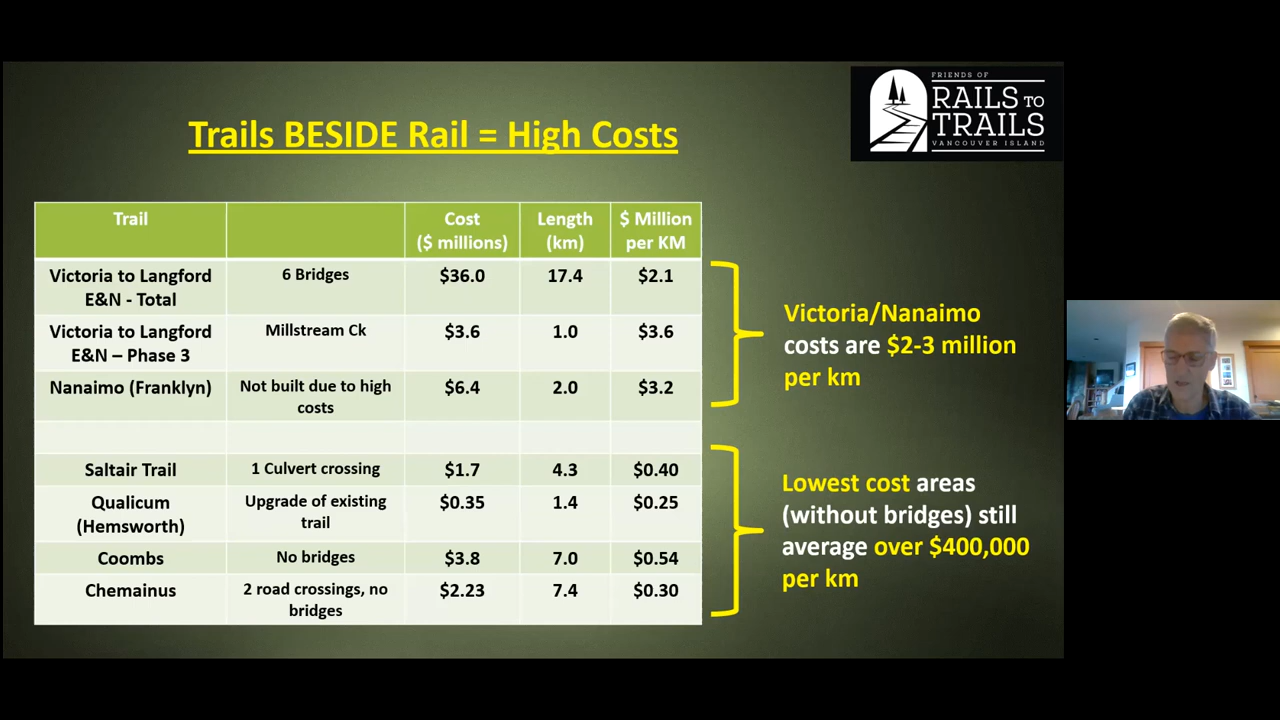 FRIENDS OF
RAILS TO
TRAILS
VANCOUVER ISLAND
Trails BESIDE Rail = High Costs
Trail Cost ($ millions) Length (km) $ Million per KM
Victoria to Langford E&N - Total 6 Bridges $36.0 17.4 $2.1
Victoria to Langford E&N – Phase 3 Millstream Ck $3.6 1.0 $3.6
Nanaimo (Franklyn) Not built due to high costs $6.4 2.0 $3.2
Saltair Trail 1 Culvert crossing $1.7 4.3 $0.40
Qualicum (Hemsworth) Upgrade of existing trail $0.35 1.4 $0.25
Coombs No bridges $3.8 7.0 $0.54
Chemainus 2 road crossings, no bridges $2.23 7.4 $0.30
Victoria/Nanaimo
costs are $2-3 million
per km
Lowest cost areas
(without bridges) still
average over $400,000
per km